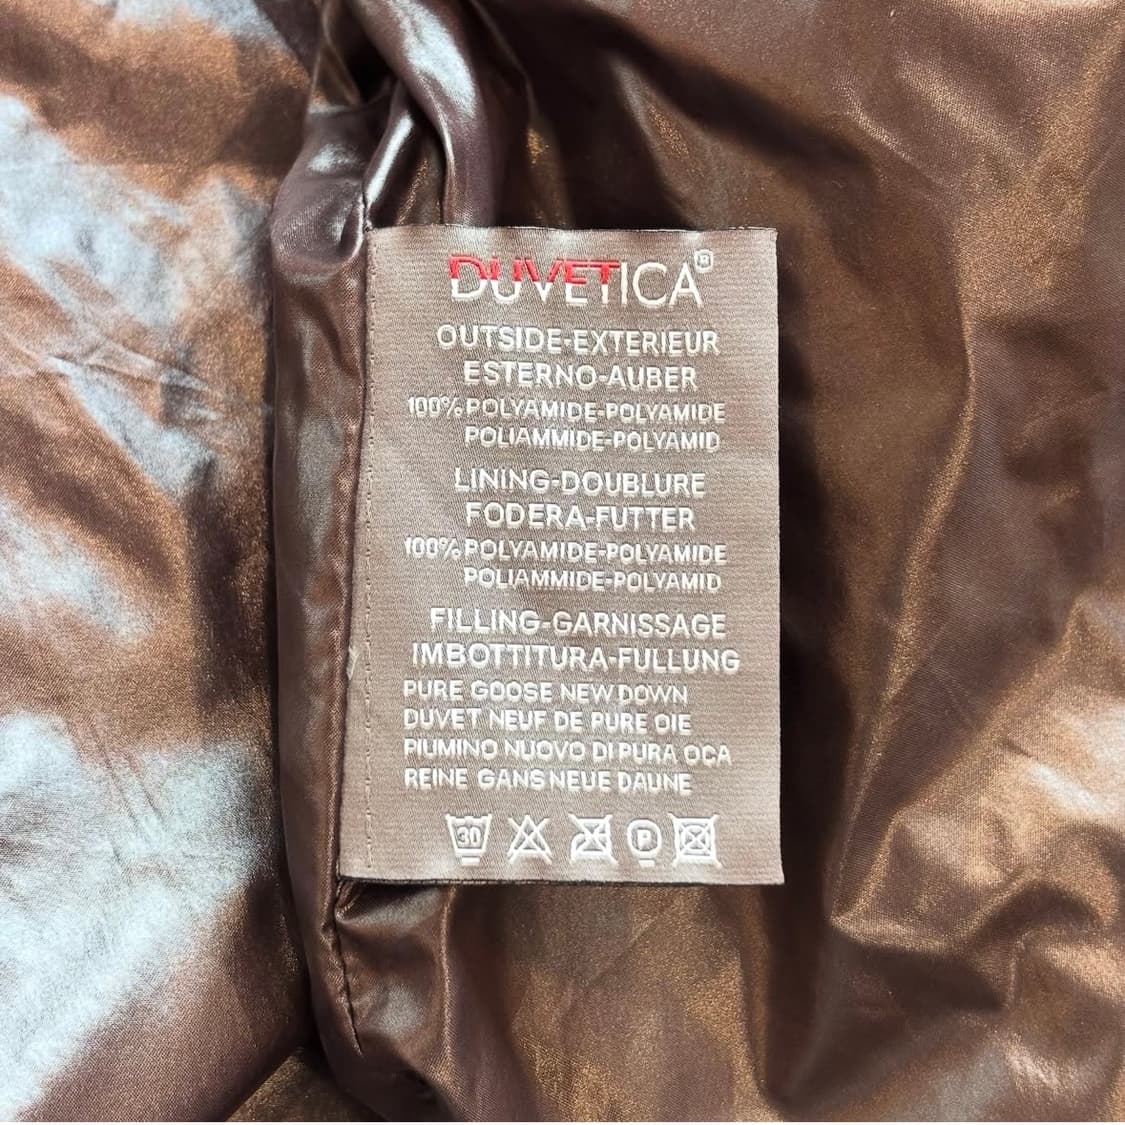 DUVETICA®
OUTSIDE-EXTERIEUR
ESTERNO-AUBER
100% POLYAMIDE-POLYAMIDE
POLIAMMIDE-POLYAMID
LINING-DOUBLURE
FODERA-FUTTER
100% POLYAMIDE-POLYAMIDE
POLIAMMIDE-POLYAMID
FILLING-GARNISSAGE
IMBOTTITURA-FULLUNG
PURE GOOSE NEW DOWN
DUVET NEUF DE PURE OIE
PIUMINO NUOVO DI PURA OCA
REINE GANS NEUE DAUNE
30 P